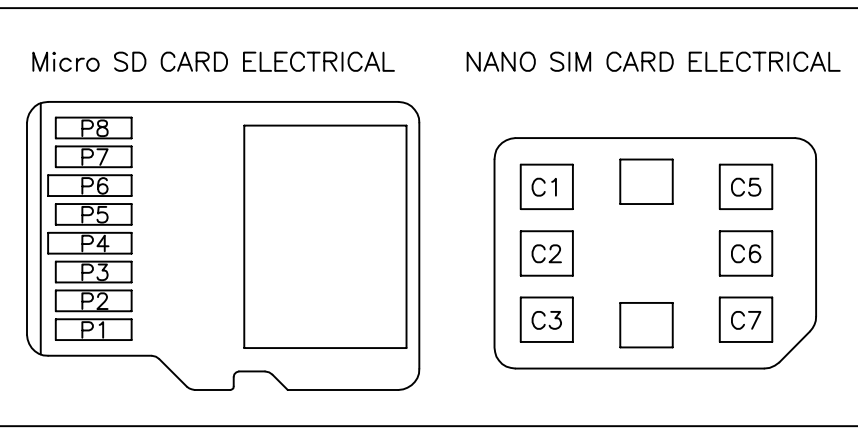 Micro SD CARD ELECTRICAL
P8
P7
P6
P5
P4
P3
P2
P1
NANO SIM CARD ELECTRICAL
C1
C5
C2
C6
C3
C7